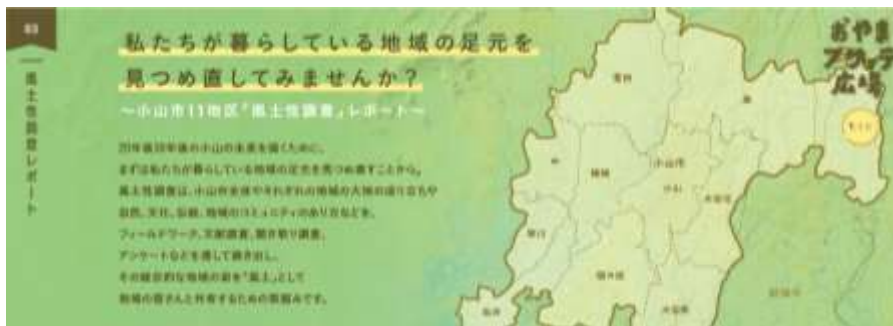 03
風土性調査レポート
私たちが暮らしている地域の足元を
見つめ直してみませんか？
～小山市11地区「風土性調査」レポート～
20年後30年後の小山の未来を描くために、
まずは私たちが暮らしている地域の足元を見つめ直すことから。
風土性調査は、小山市全体やそれぞれの地域の大地の成り立ちや
自然、文化、伝統、地域のコミュニティのあり方などを、
フィールドワーク、文献調査、聞き取り調査、
アンケートなどを通して描き出し、
その総合的な地域の姿を“風土”として
地域の皆さんと共有するための取組みです。
おやま
広場
小山市
小山
桑
穂積